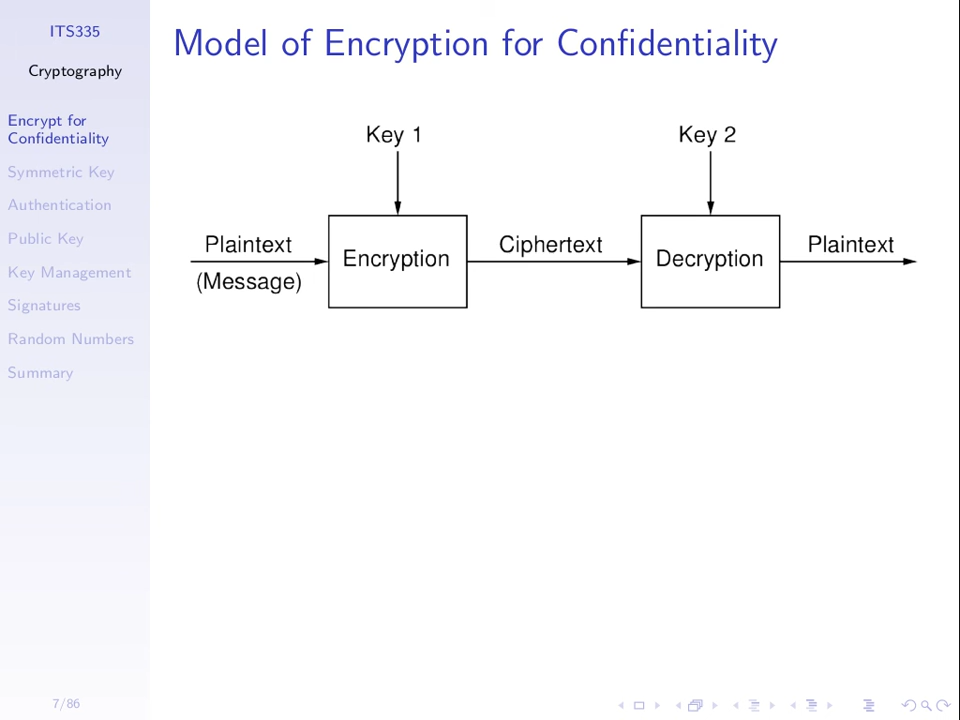 ITS335
Cryptography
Encrypt for
Confidentiality
Symmetric Key
Authentication
Public Key
Key Management
Signatures
Random Numbers
Summary
7/86
Model of Encryption for Confidentiality
Key 1
Key 2
Plaintext
(Message)
Encryption
Ciphertext
Decryption
Plaintext